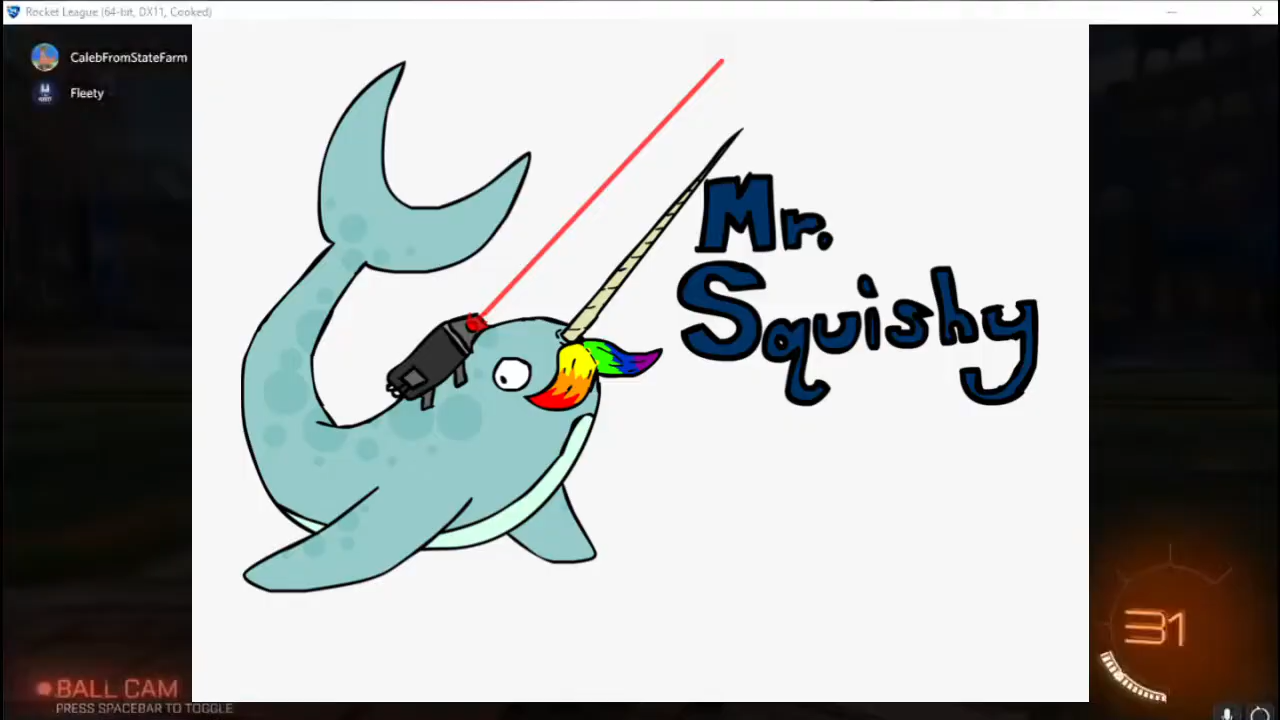 Rocket League (64-bit, DX11, Cooked)
CalebFromStateFarm
Fleety
Mr.
Squishy
31
BALL CAM
PRESS SPACEBAR TO TOGGLE